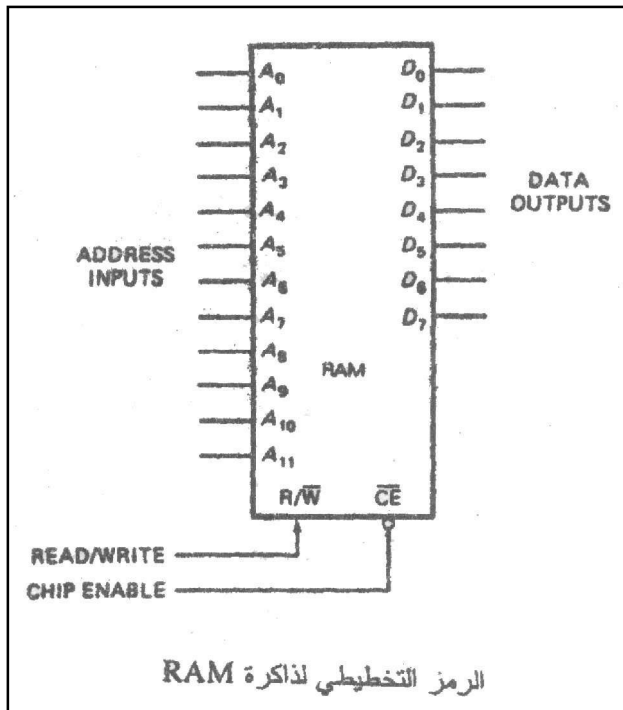 A₀ D₀
A₁ D₁
A₂ D₂
A₃ D₃
A₄ D₄
A₅ D₅
A₆ D₆
A₇ D₇
A₈
A₉
A₁₀
A₁₁
ADDRESS
INPUTS
DATA
OUTPUTS
RAM
R/W̅ C̅E̅
READ/WRITE
CHIP ENABLE
الرمز التخطيطي لذاكرة RAM